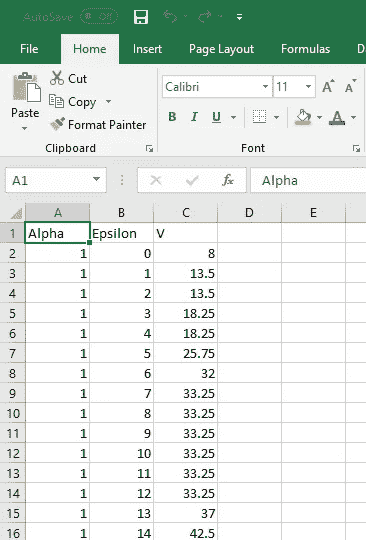 AutoSave Off
File Home Insert Page Layout Formulas D
Paste
Cut
Copy
Format Painter
Clipboard
Calibri 11 A A
B I U A
Font
A1 fx Alpha
A B C D E
1 Alpha Epsilon V
2 1 0 8
3 1 1 13.5
4 1 2 13.5
5 1 3 18.25
6 1 4 18.25
7 1 5 25.75
8 1 6 32
9 1 7 33.25
10 1 8 33.25
11 1 9 33.25
12 1 10 33.25
13 1 11 33.25
14 1 12 33.25
15 1 13 37
16 1 14 42.5